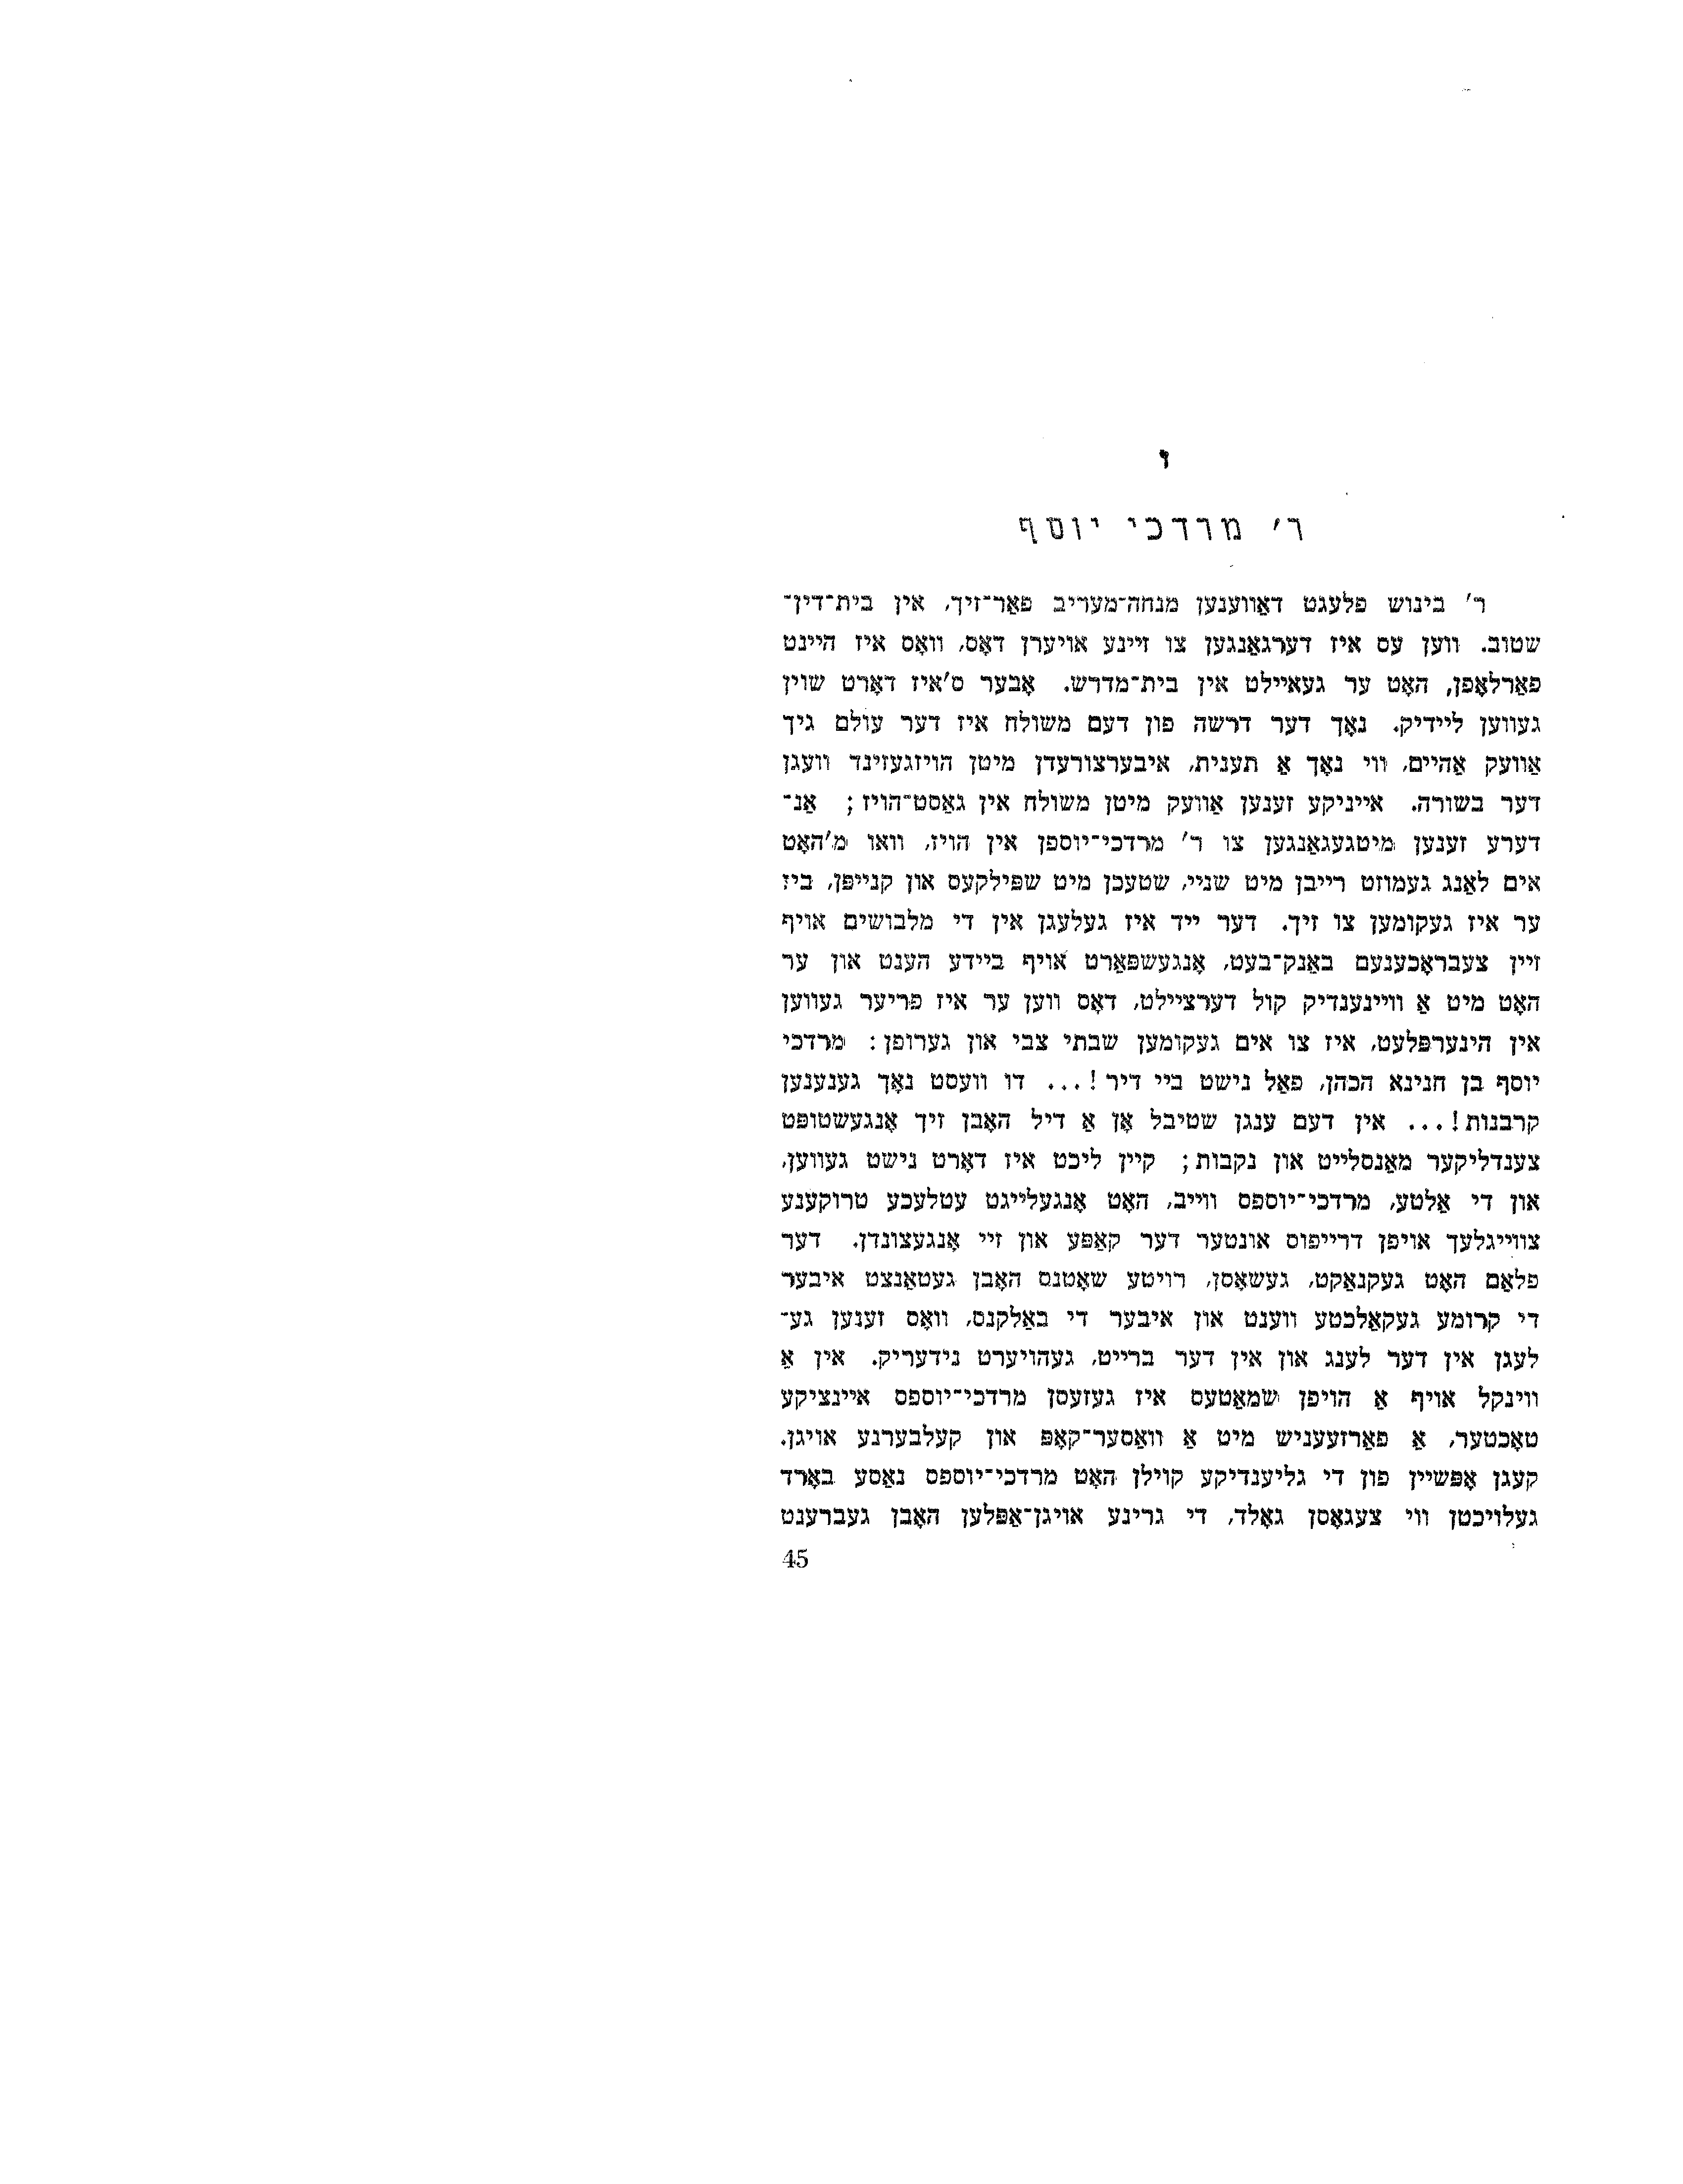 ו
ר׳ מרדכי יוסף
ר׳ בינוש פלעגט דאַווענען מנחה־מעריב פאַר־זיך, אין בית־דין־
שטוב. ווען עס איז דערגאַנגען צו זיינע אויערן דאָס, וואָס איז היינט
פאַרלאָפן, האָט ער געאיילט אין בית־מדרש. אָבער ס׳איז דאָרט שוין
געווען ליידיק. נאָך דער דרשה פון דעם משולח איז דער עולם גיך
אַוועק אַהיים, ווי נאָך אַ תענית, איבערצורעדן מיטן הויזגעזינד וועגן
דער בשורה. אייניקע זענען אַוועק מיטן משולח אין גאַסט־הויז; אַנ־
דערע זענען מיטגעגאַנגען צו ר׳ מרדכי־יוספן אין הויז, וואו מ׳האָט
אים לאַנג געמוזט רייבן מיט שניי, שטעכן מיט שפּילקעס און קנייפּן, ביז
ער איז געקומען צו זיך. דער ייד איז געלעגן אין די מלבושים אויף
זיין צעבראָכענעם באַנק־בעט, אָנגעשפּאַרט אויף ביידע הענט און ער
האָט מיט אַ וויינענדיק קול דערציילט, דאָס ווען ער איז פריער געווען
אין הינערפּלעט, איז צו אים געקומען שבתי צבי און גערופן: מרדכי
יוסף בן חנינא הכהן, פאַל נישט ביי דיר!... דו וועסט נאָך גענענען
קרבנות!... אין דעם ענגן שטיבל אָן אַ דיל האָבן זיך אָנגעשטופּט
צענדליקער מאַנסלייט און נקבות; קיין ליכט איז דאָרט נישט געווען,
און די אַלטע, מרדכי־יוספס ווייב, האָט אָנגעלייגט עטלעכע טרוקענע
צווייגלעך אויפן דרייפוס אונטער דער קאַפּע און זיי אָנגעצונדן. דער
פלאַם האָט געקנאַקט, געשאָסן, רויטע שאָטנס האָבן געטאַנצט איבער
די קרומע געקאַלכטע ווענט און איבער די באַלקנס, וואָס זענען גע־
לעגן אין דער לענג און אין דער ברייט, געהויערט נידעריק. אין אַ
ווינקל אויף אַ הויפן שמאַטעס איז געזעסן מרדכי־יוספס איינציקע
טאָכטער, אַ פאַרזעעניש מיט אַ וואַסער־קאָפּ און קעלבערנע אויגן.
קעגן אָפּשיין פון די גליענדיקע קוילן האָט מרדכי־יוספס נאַסע באָרד
געלויכטן ווי צעגאָסן גאָלד, די גרינע אויגן־אַפּלען האָבן געברענט
45